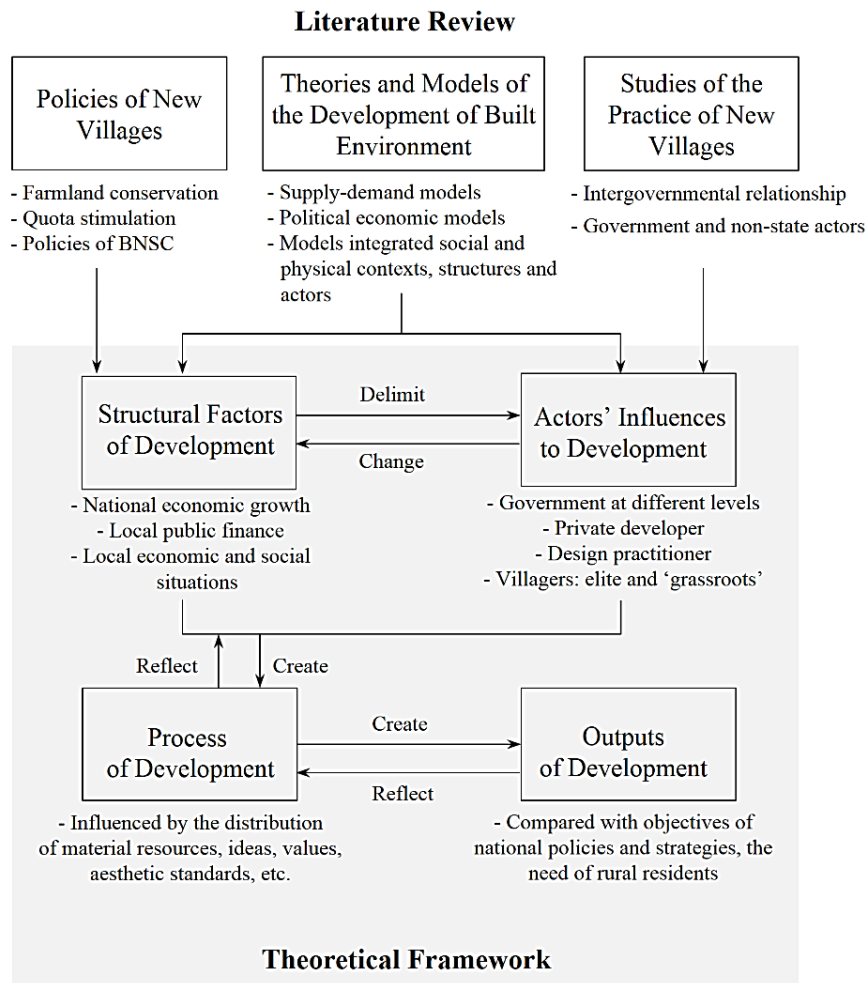 Literature Review
Policies of New
Villages
- Farmland conservation
- Quota stimulation
- Policies of BNSC
Theories and Models of
the Development of Built
Environment
- Supply-demand models
- Political economic models
- Models integrated social and
physical contexts, structures and
actors
Studies of the
Practice of New
Villages
- Intergovernmental relationship
- Government and non-state actors
Structural Factors
of Development
- National economic growth
- Local public finance
- Local economic and social
situations
Delimit
Change
Actors’ Influences
to Development
- Government at different levels
- Private developer
- Design practitioner
- Villagers: elite and ‘grassroots’
Reflect
Create
Process
of Development
- Influenced by the distribution
of material resources, ideas, values,
aesthetic standards, etc.
Create
Reflect
Outputs
of Development
- Compared with objectives of
national policies and strategies, the
need of rural residents
Theoretical Framework